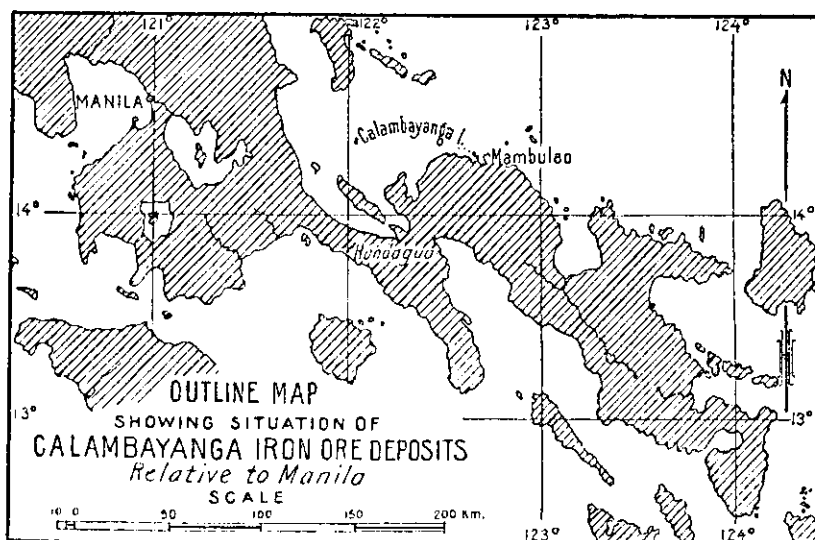 121° 122 123° 124°
N
MANILA
Calambayanga I.
Mambulao
14° 14°
Hondagua
13° 13°
OUTLINE MAP
SHOWING SITUATION OF
CALAMBAYANGA IRON ORE DEPOSITS
Relative to Manila
SCALE
10 0 50 100 150 200 KM.
123° 124°